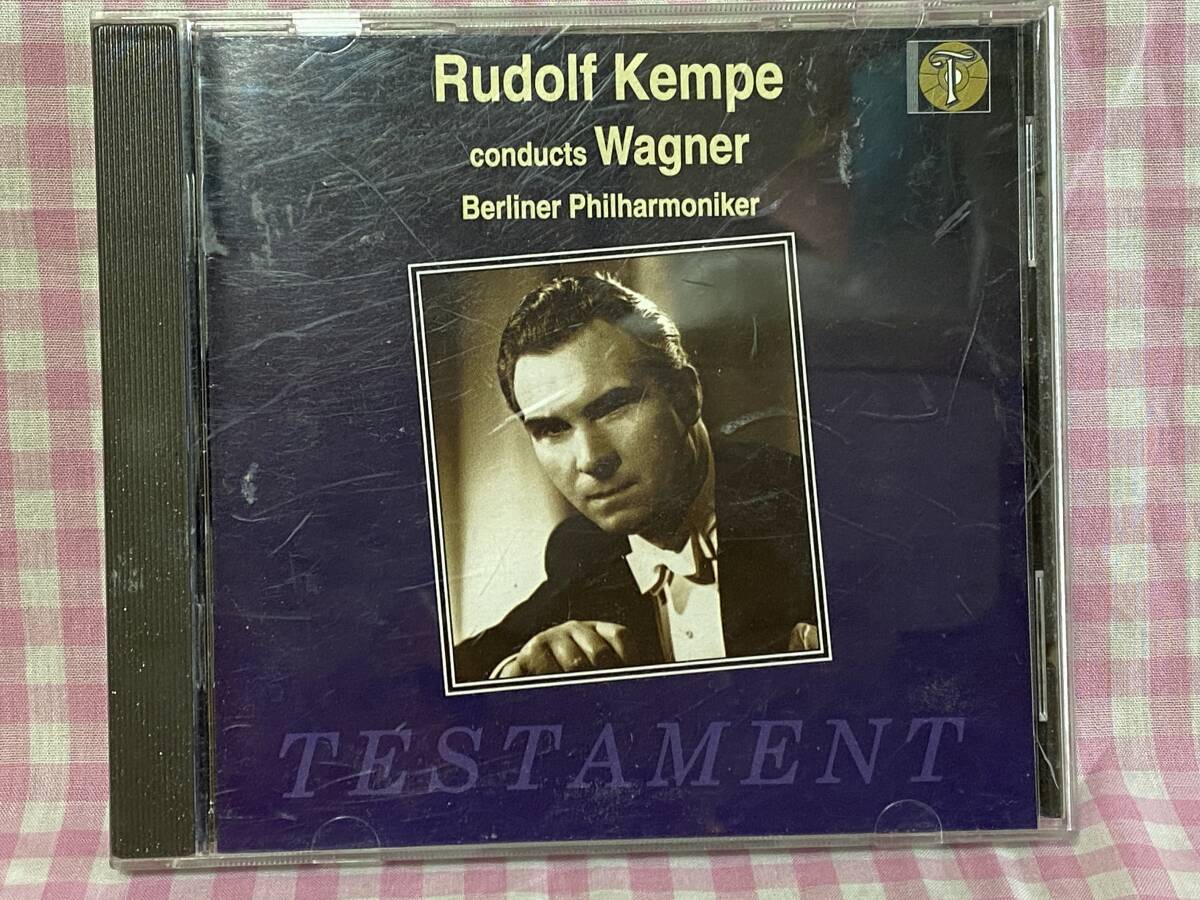 Rudolf Kempe
conducts Wagner
Berliner Philharmoniker
T
TESTAMENT